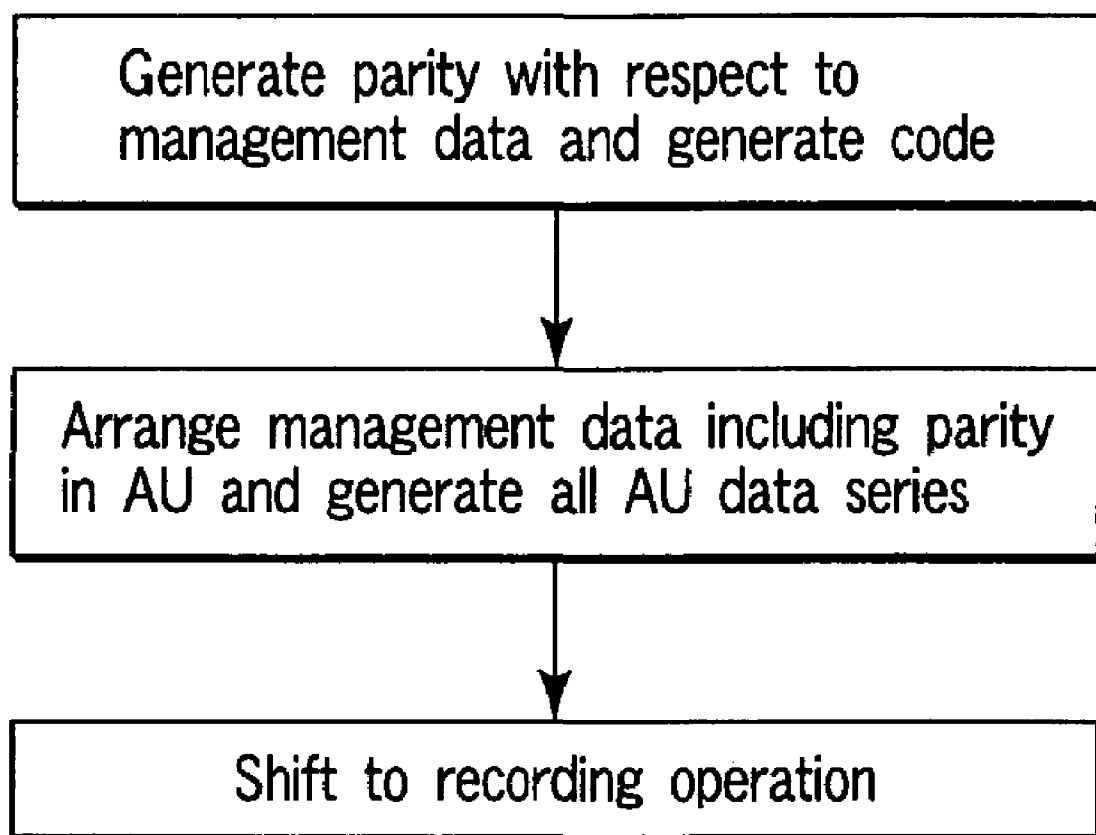 Generate parity with respect to
management data and generate code
Arrange management data including parity
in AU and generate all AU data series
Shift to recording operation